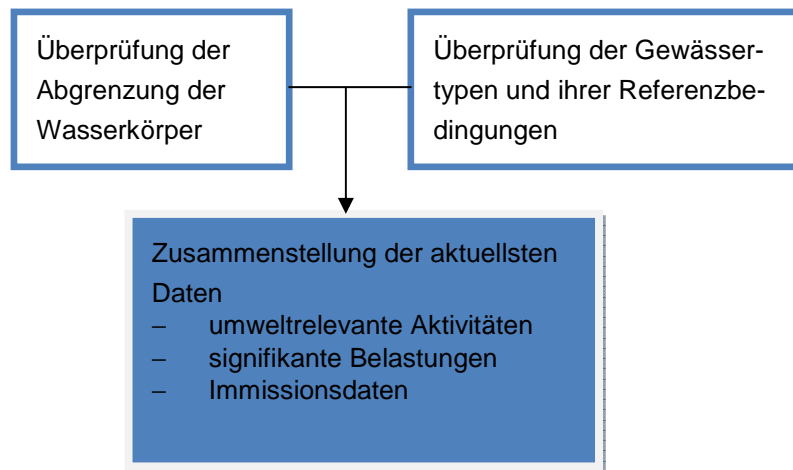 Überprüfung der
Abgrenzung der
Wasserkörper
Überprüfung der Gewässer-
typen und ihrer Referenzbe-
dingungen
Zusammenstellung der aktuellsten
Daten
– umweltrelevante Aktivitäten
– signifikante Belastungen
– Immissionsdaten